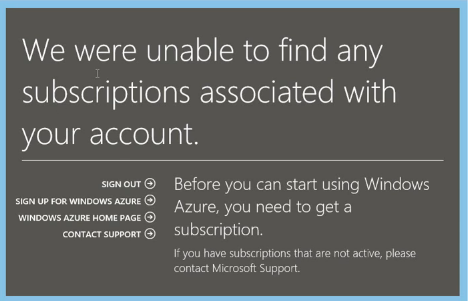 We were unable to find any
subscriptions associated with
your account.
SIGN OUT
SIGN UP FOR WINDOWS AZURE
WINDOWS AZURE HOME PAGE
CONTACT SUPPORT
Before you can start using Windows
Azure, you need to get a
subscription.
If you have subscriptions that are not active, please
contact Microsoft Support.